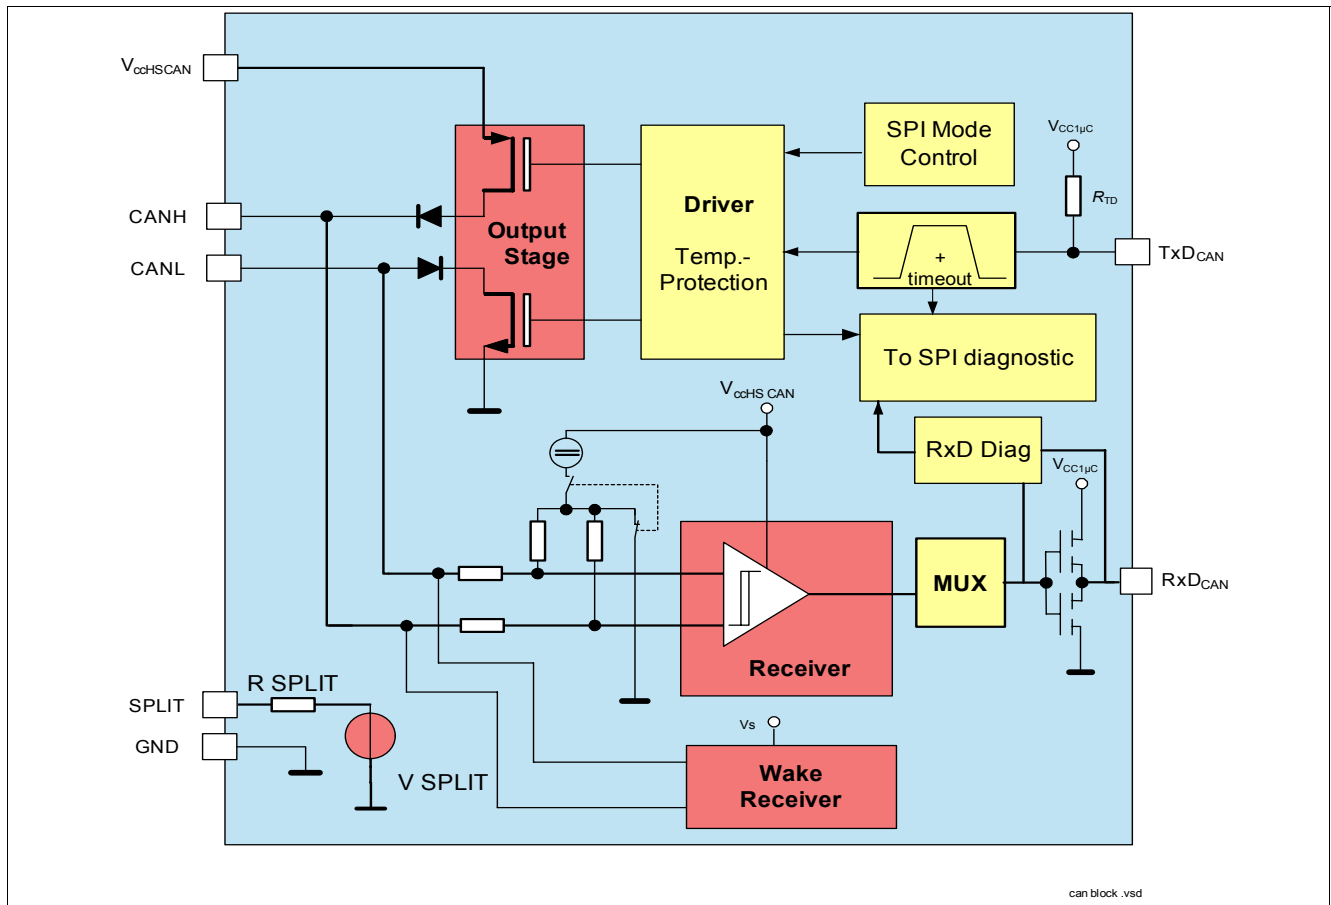 VccHSCAN
SPI Mode
Control
VCC1µC
RTD
CANH
CANL
Output
Stage
Driver
Temp.-
Protection
+
timeout
TxDCAN
To SPI diagnostic
VccHS CAN
RxD Diag
VCC1µC
MUX
RxDCAN
Receiver
R SPLIT
SPLIT
GND
V SPLIT
Vs
Wake
Receiver
can block .vsd